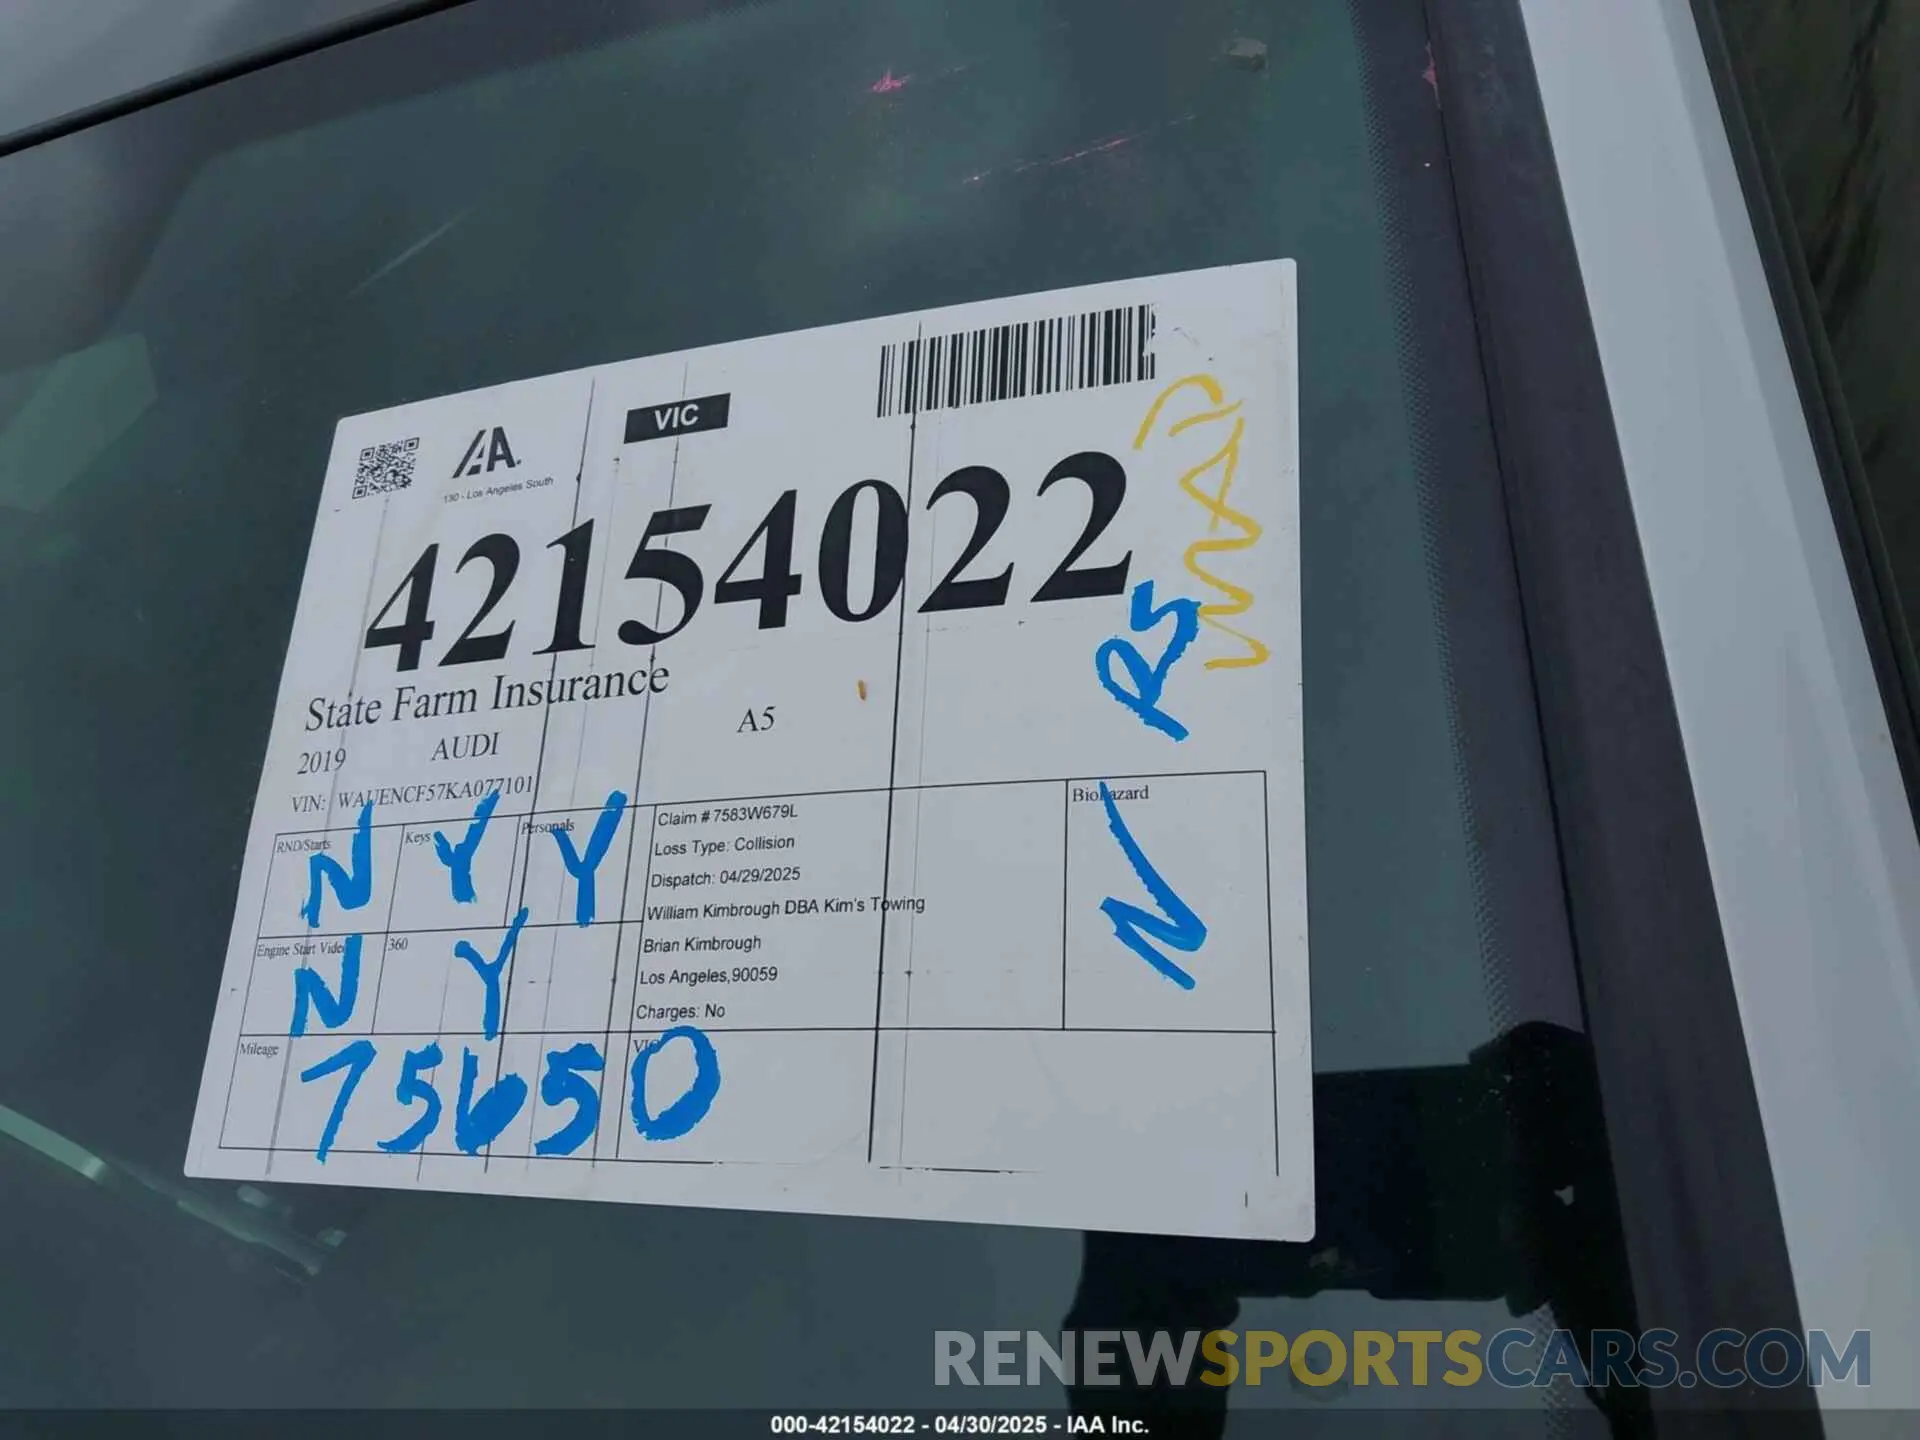 VIC
IAA
130 - Los Angeles South
42154022
RS
State Farm Insurance
2019 AUDI A5
VIN: WAUENCF57KA077101
RND/Starts N
Keys Y
Personals Y
Claim # 7583W679L
Loss Type: Collision
Dispatch: 04/29/2025
William Kimbrough DBA Kim's Towing
Brian Kimbrough
Los Angeles,90059
Charges: No
Biohazard
N
Engine Start Video N
360 Y
Mileage 75650
VIC
RENEWSPORTSCARS.COM
000-42154022 - 04/30/2025 - IAA Inc.